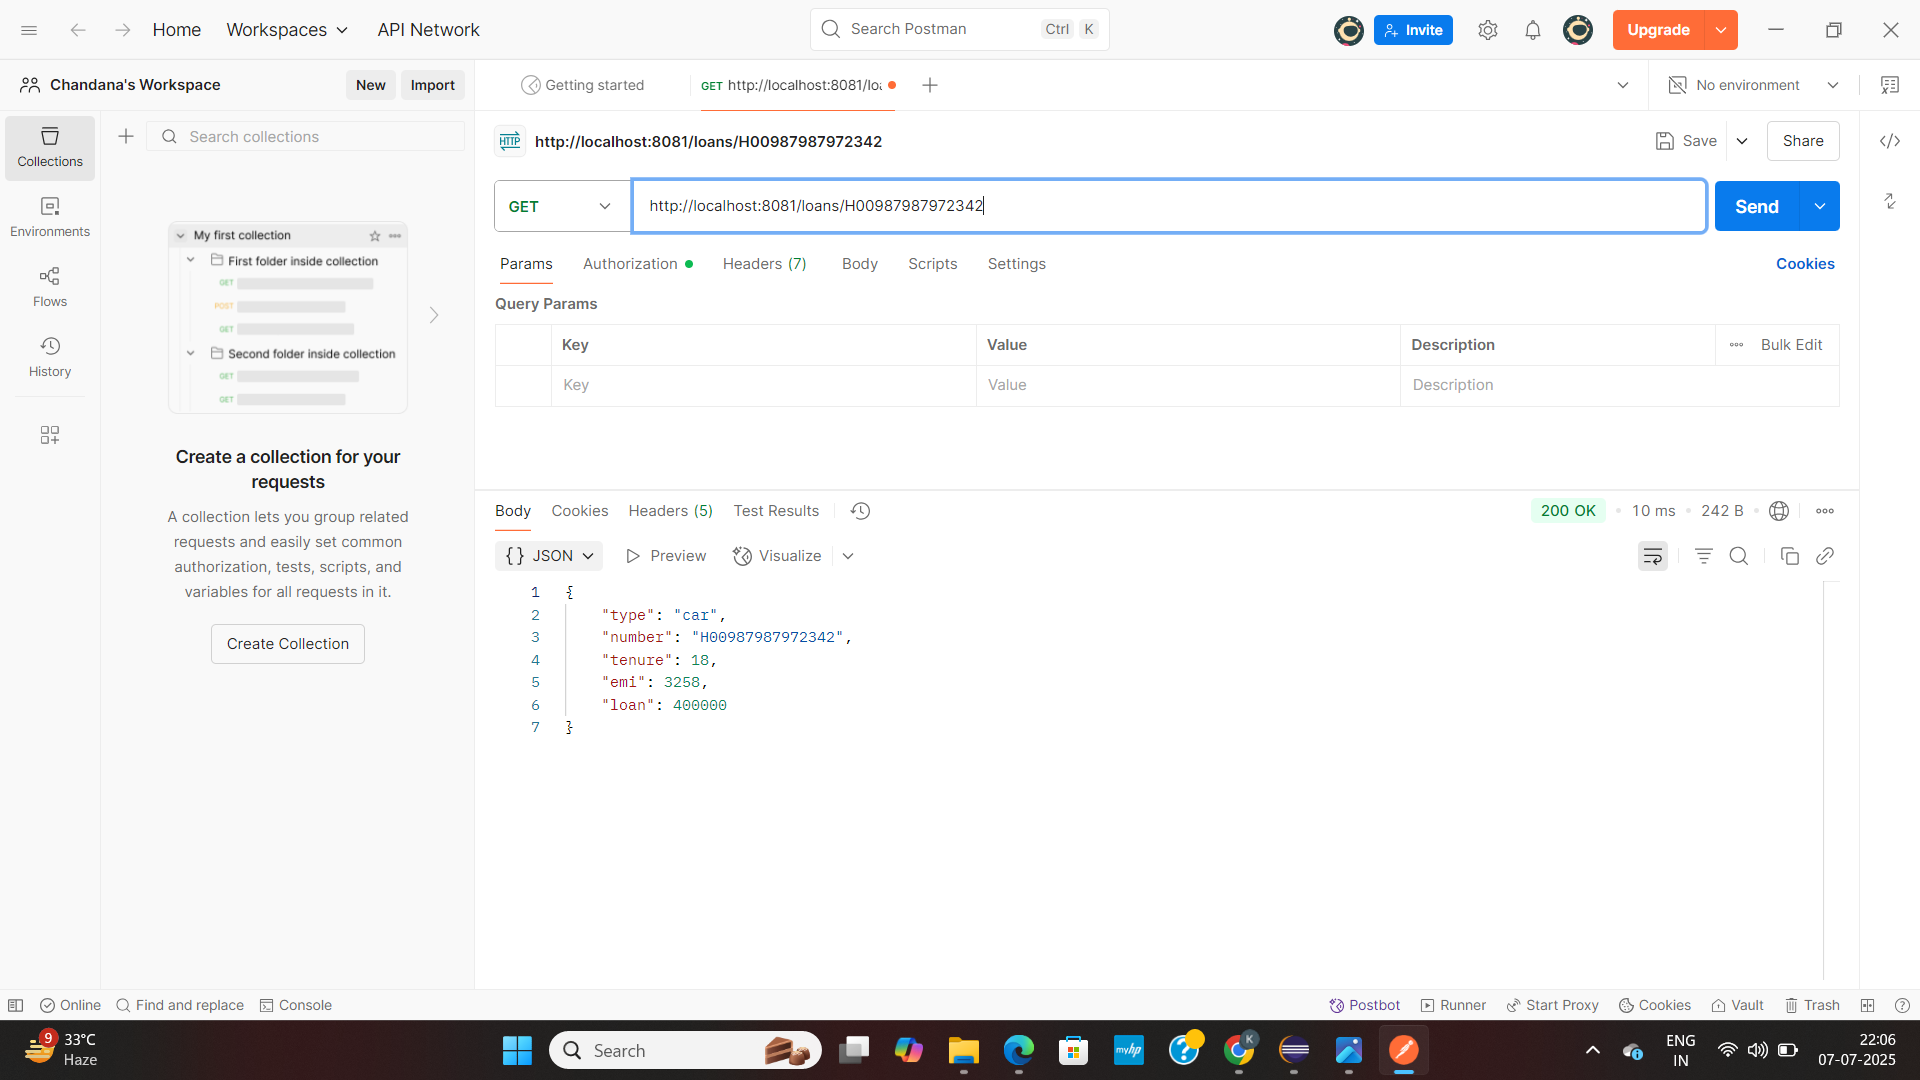 Home
Workspaces
API Network
Search Postman
Ctrl
K
Invite
Upgrade
Chandana's Workspace
New
Import
Getting started
GET http://localhost:8081/loa
No environment
Collections
Search collections
HTTP
http://localhost:8081/loans/H00987987972342
Save
Share
GET
http://localhost:8081/loans/H00987987972342
Send
Environments
Flows
History
My first collection
First folder inside collection
GET
POST
GET
Second folder inside collection
GET
GET
Create a collection for your
requests
A collection lets you group related
requests and easily set common
authorization, tests, scripts, and
variables for all requests in it.
Create Collection
Params
Authorization
Headers (7)
Body
Scripts
Settings
Cookies
Query Params
Key
Value
Description
Bulk Edit
Key
Value
Description
Body
Cookies
Headers (5)
Test Results
200 OK
10 ms
242 B
{} JSON
Preview
Visualize
1 {
2 "type": "car",
3 "number": "H00987987972342",
4 "tenure": 18,
5 "emi": 3258,
6 "loan": 400000
7 }
Online
Find and replace
Console
Postbot
Runner
Start Proxy
Cookies
Vault
Trash
9
33°C
Haze
Search
myhp
K
ENG
IN
22:06
07-07-2025